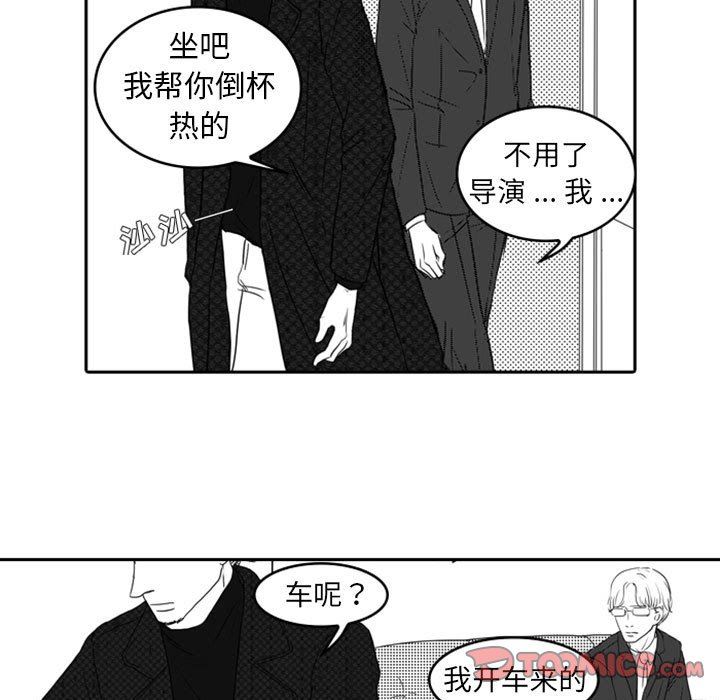 坐吧
我帮你倒杯
热的
不用了
导演...我...
沙沙
车呢？
我开车来的
TOOMICS.COM